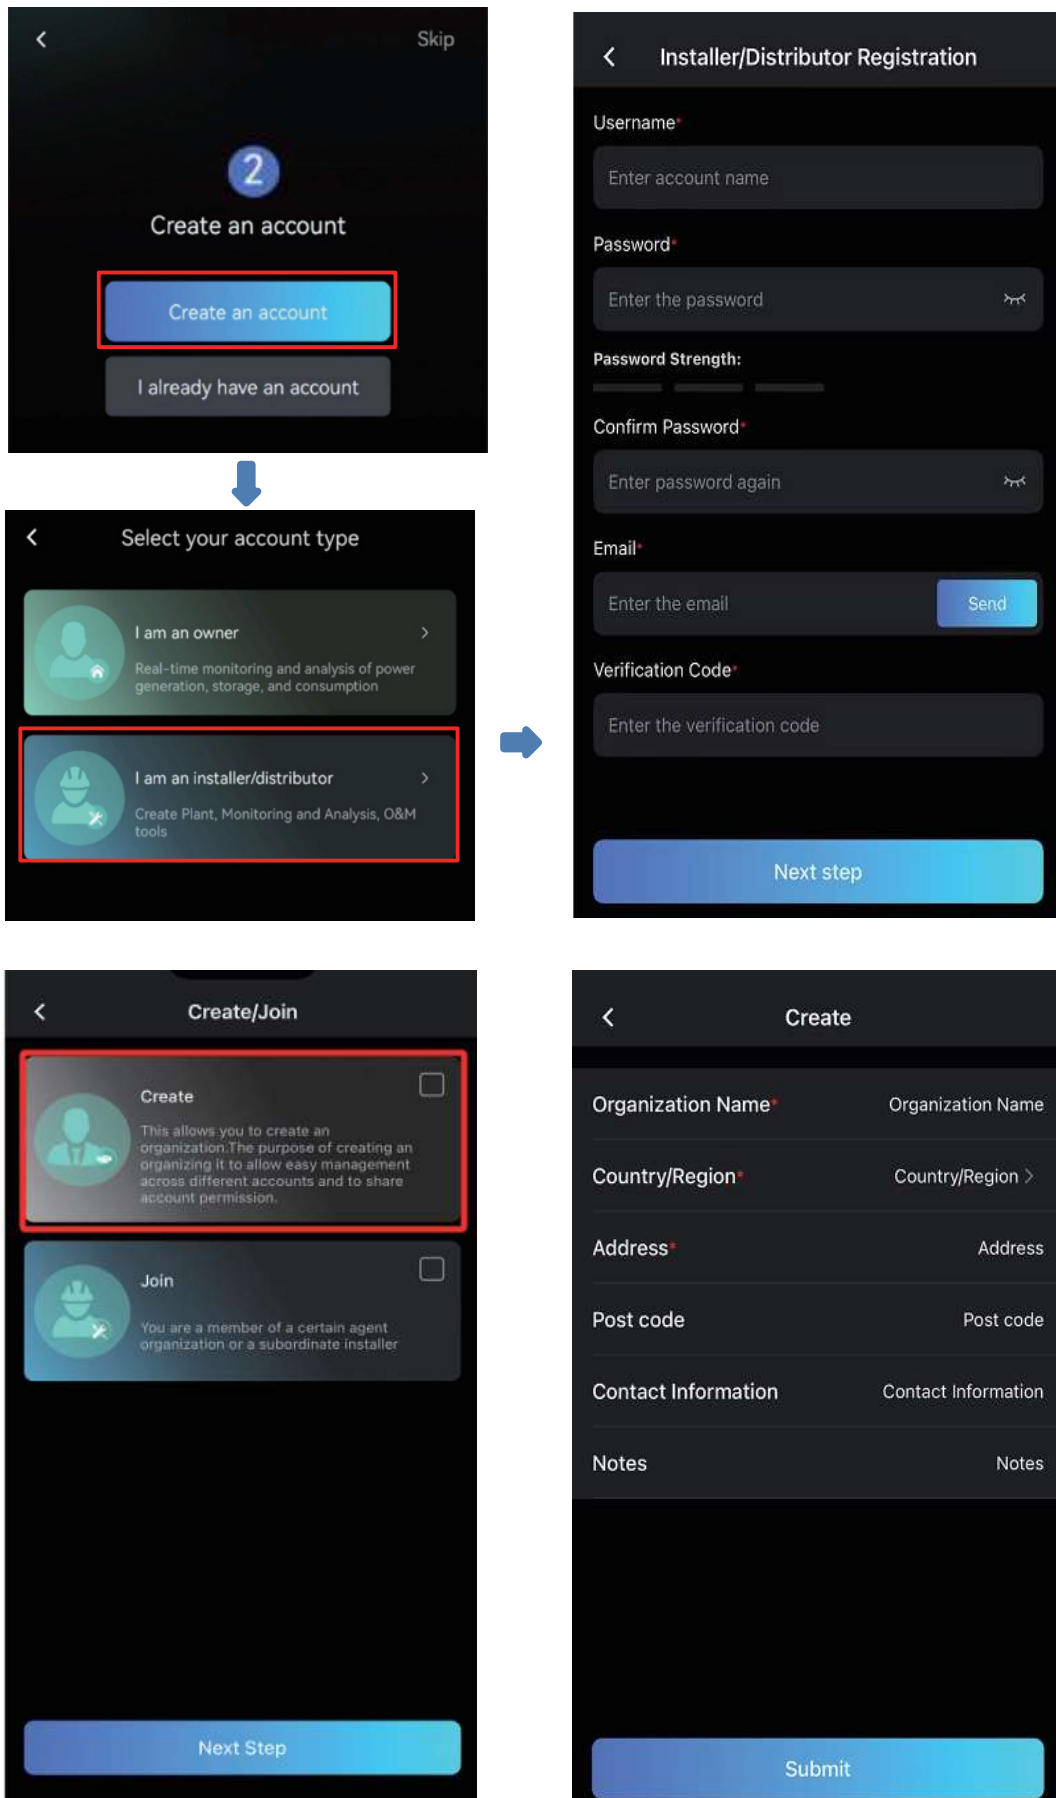 Skip
2
Create an account
Create an account
I already have an account
Select your account type
I am an owner
Real-time monitoring and analysis of power
generation, storage, and consumption
I am an installer/distributor
Create Plant, Monitoring and Analysis, O&M
tools
Installer/Distributor Registration
Username*
Enter account name
Password*
Enter the password
Password Strength:
Confirm Password*
Enter password again
Email*
Enter the email
Send
Verification Code*
Enter the verification code
Next step
Create/Join
Create
This allows you to create an
organization.The purpose of creating an
organizing it to allow easy management
across different accounts and to share
account permission.
Join
You are a member of a certain agent
organization or a subordinate installer
Next Step
Create
Organization Name* Organization Name
Country/Region* Country/Region >
Address* Address
Post code Post code
Contact Information Contact Information
Notes Notes
Submit